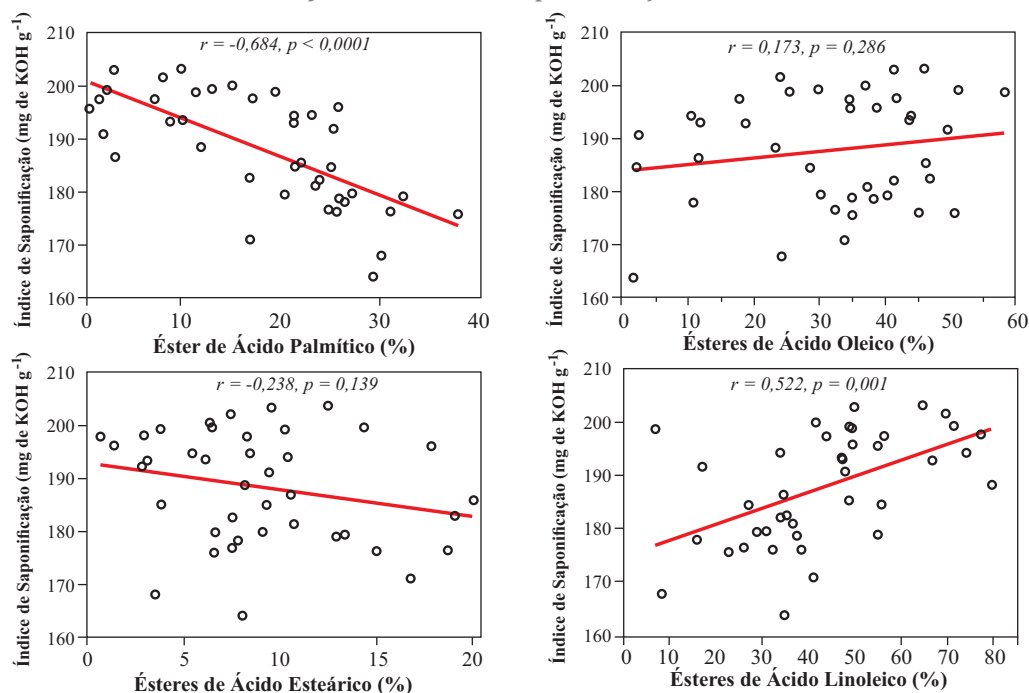 r = -0,684, p < 0,0001
Índice de Saponificação (mg de KOH g-1)
210
200
190
180
170
160
0 10 20 30 40
Éster de Ácido Palmítico (%)
r = 0,173, p = 0,286
Índice de Saponificação (mg de KOH g-1)
210
200
190
180
170
160
0 10 20 30 40 50 60
Ésteres de Ácido Oleico (%)
r = -0,238, p = 0,139
Índice de Saponificação (mg de KOH g-1)
210
200
190
180
170
160
0 5 10 15 20
Ésteres de Ácido Esteárico (%)
r = 0,522, p = 0,001
Índice de Saponificação (mg de KOH g-1)
210
200
190
180
170
160
0 10 20 30 40 50 60 70 80
Ésteres de Ácido Linoleico (%)